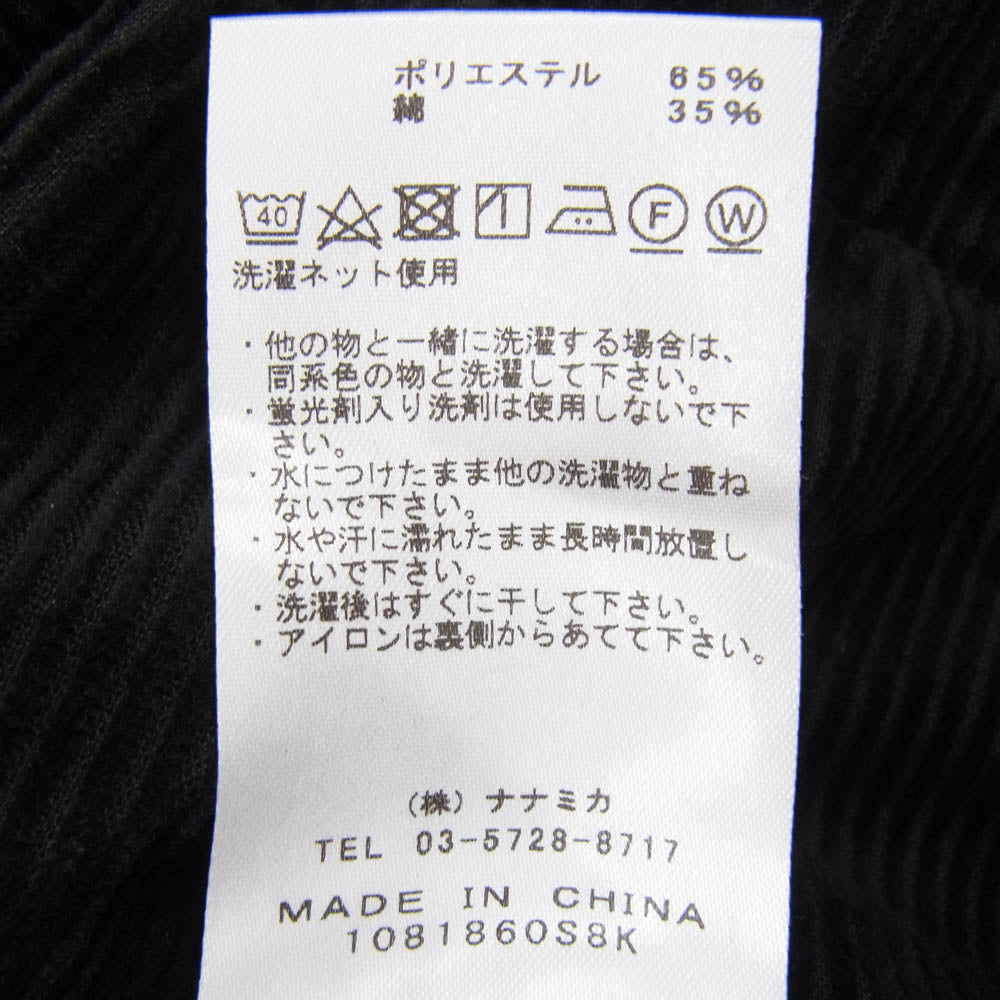 ポリエステル 65%
綿 35%
40 F W
洗濯ネット使用
・他の物と一緒に洗濯する場合は、
同系色の物と洗濯して下さい。
・蛍光剤入り洗剤は使用しないで下
さい。
・水につけたまま他の洗濯物と重ね
ないで下さい。
・水や汗に濡れたまま長時間放置し
ないで下さい。
・洗濯後はすぐに干して下さい。
・アイロンは裏側からあてて下さい。
(株) ナナミカ
TEL 03-5728-8717
MADE IN CHINA
1081860S8K